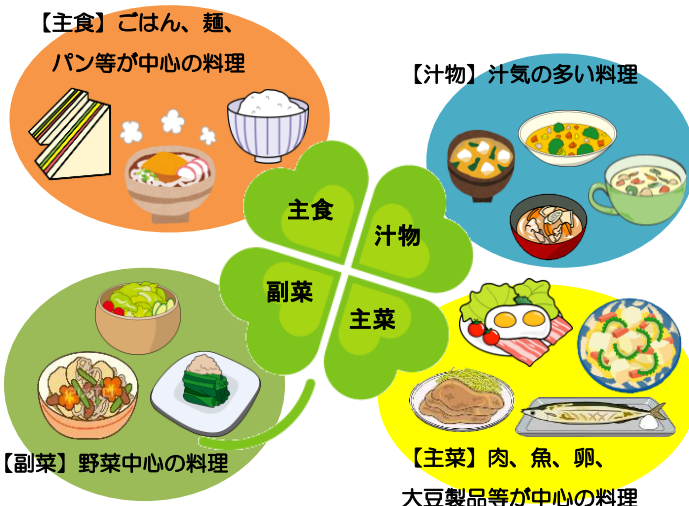 【主食】ごはん、麺、
パン等が中心の料理
【汁物】汁気の多い料理
主食
汁物
副菜
主菜
【副菜】野菜中心の料理
【主菜】肉、魚、卵、
大豆製品等が中心の料理